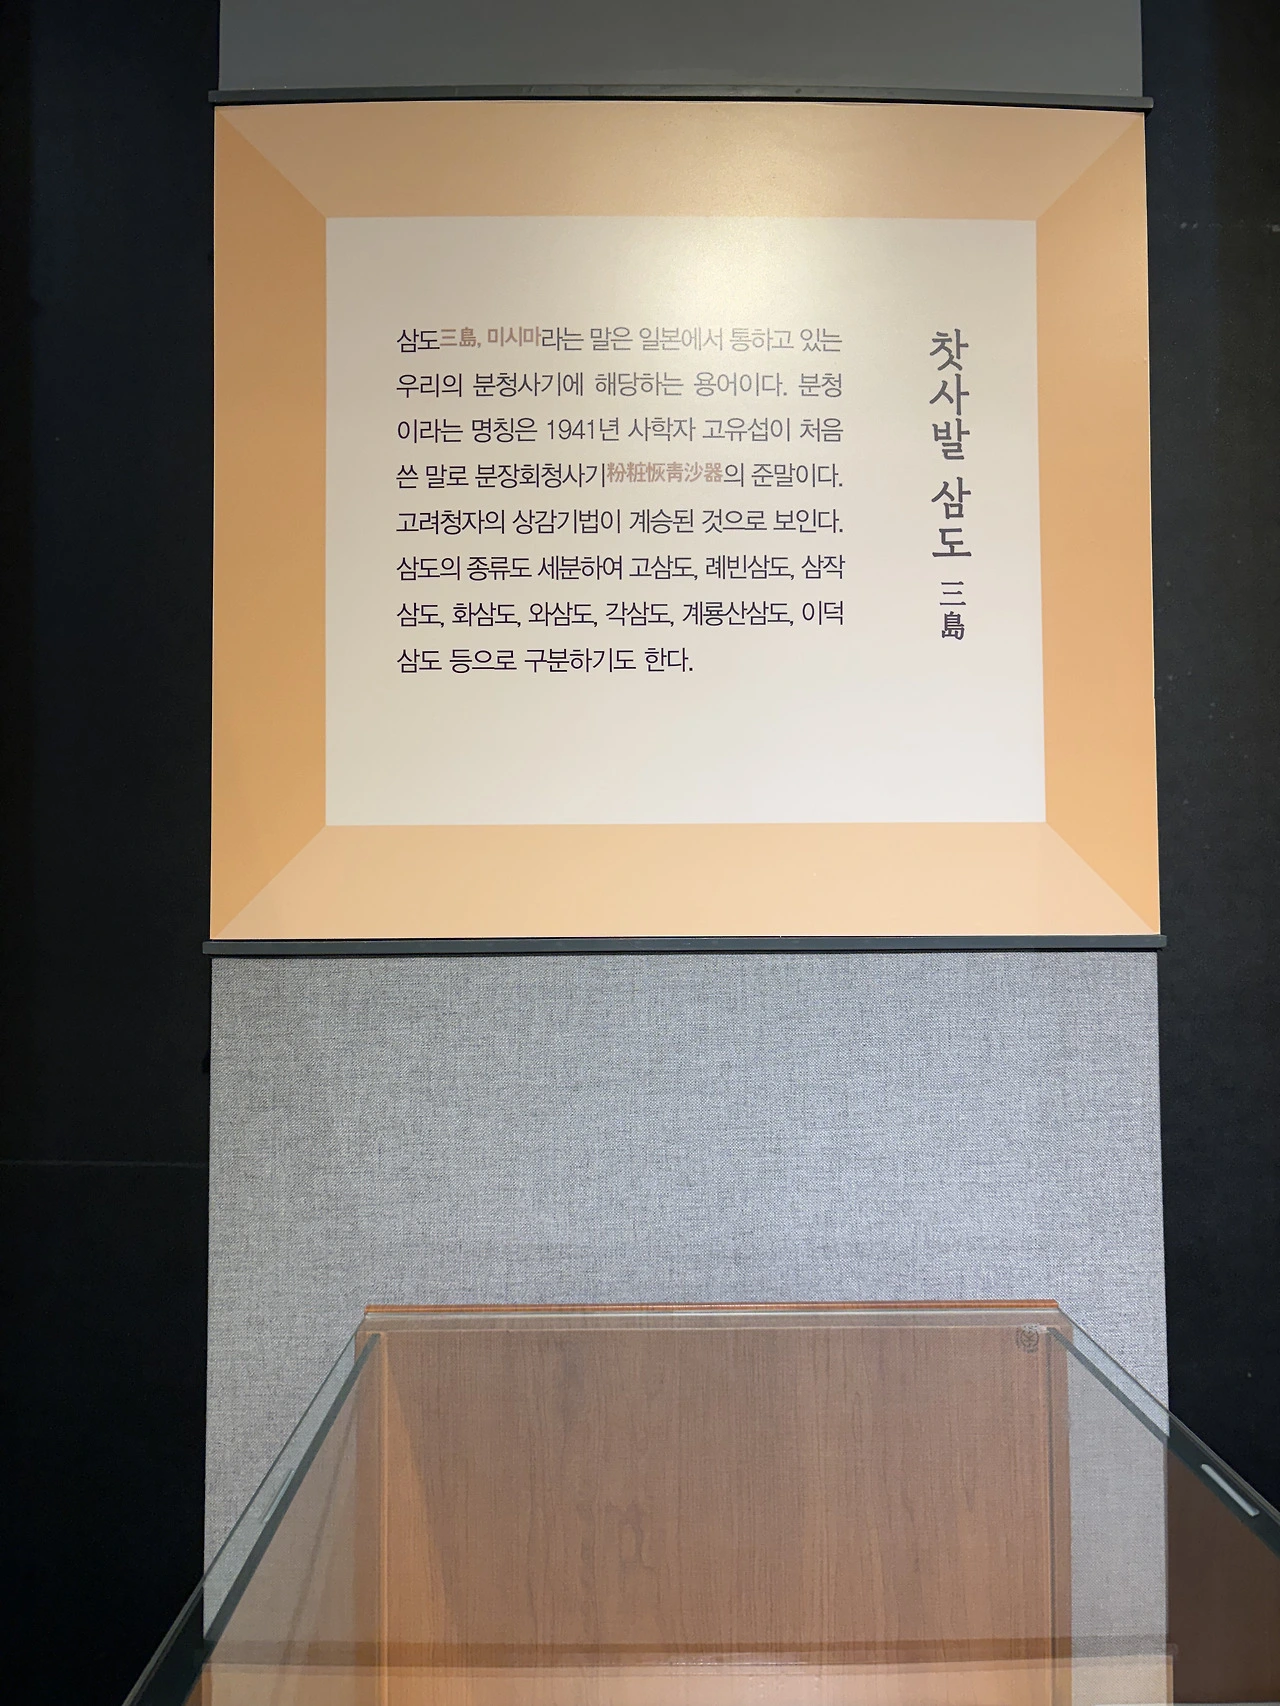 찻사발 삼도 三島
삼도三島, 미시마라는 말은 일본에서 통하고 있는
우리의 분청사기에 해당하는 용어이다. 분청
이라는 명칭은 1941년 사학자 고유섭이 처음
쓴 말로 분장회청사기粉粧恢靑沙器의 준말이다.
고려청자의 상감기법이 계승된 것으로 보인다.
삼도의 종류도 세분하여 고삼도, 례빈삼도, 삼작
삼도, 화삼도, 와삼도, 각삼도, 계룡산삼도, 이덕
삼도 등으로 구분하기도 한다.